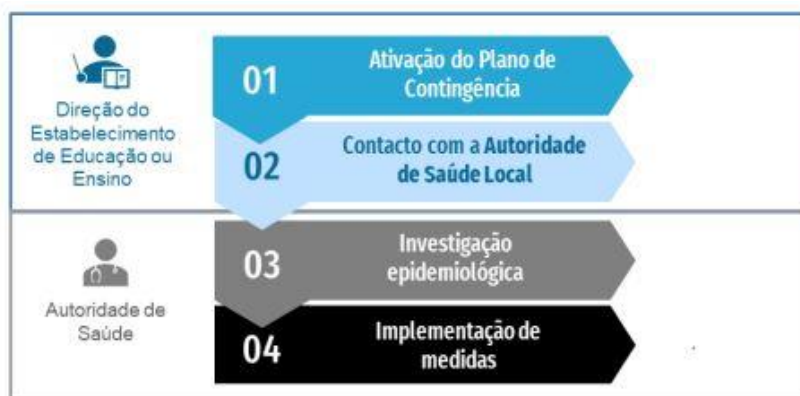 Direção do
Estabelecimento
de Educação ou
Ensino
01
Ativação do Plano de
Contingência
02
Contacto com a Autoridade
de Saúde Local
Autoridade de
Saúde
03
Investigação
epidemiológica
04
Implementação de
medidas